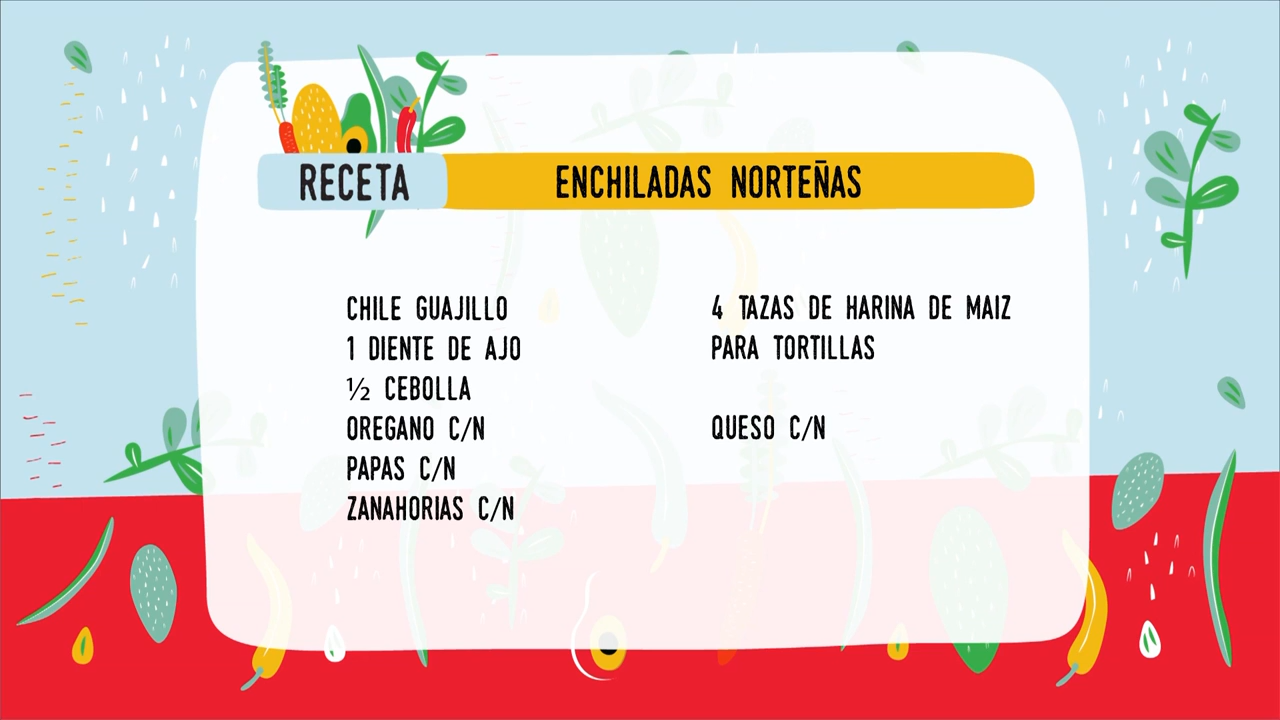 RECETA
ENCHILADAS NORTEÑAS
CHILE GUAJILLO
1 DIENTE DE AJO
½ CEBOLLA
OREGANO C/N
PAPAS C/N
ZANAHORIAS C/N
4 TAZAS DE HARINA DE MAIZ
PARA TORTILLAS
QUESO C/N